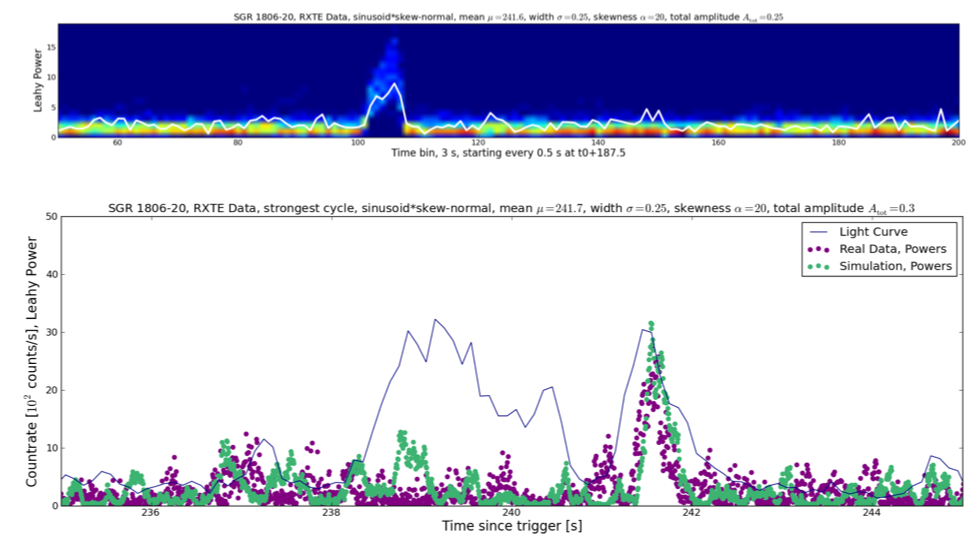 SGR 1806-20, RXTE Data, sinusoid*skew-normal, mean μ=241.6, width σ=0.25, skewness α=20, total amplitude A_tot=0.25
Leahy Power
15
10
5
0
60 80 100 120 140 160 180 200
Time bin, 3 s, starting every 0.5 s at t0+187.5
SGR 1806-20, RXTE Data, strongest cycle, sinusoid*skew-normal, mean μ=241.7, width σ=0.25, skewness α=20, total amplitude A_tot=0.3
Countrate [10² counts/s], Leahy Power
50
40
30
20
10
0
Light Curve
Real Data, Powers
Simulation, Powers
236 238 240 242 244
Time since trigger [s]